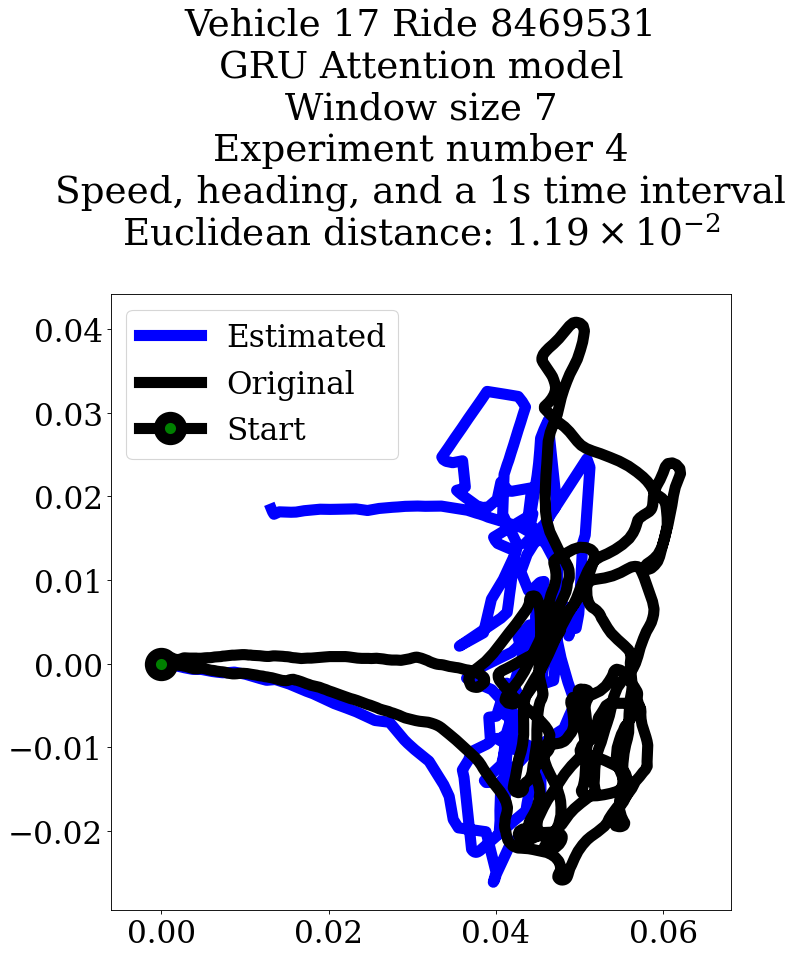 Vehicle 17 Ride 8469531
GRU Attention model
Window size 7
Experiment number 4
Speed, heading, and a 1s time interval
Euclidean distance: 1.19 × 10⁻²
Estimated
Original
Start
0.04
0.03
0.02
0.01
0.00
−0.01
−0.02
0.00 0.02 0.04 0.06